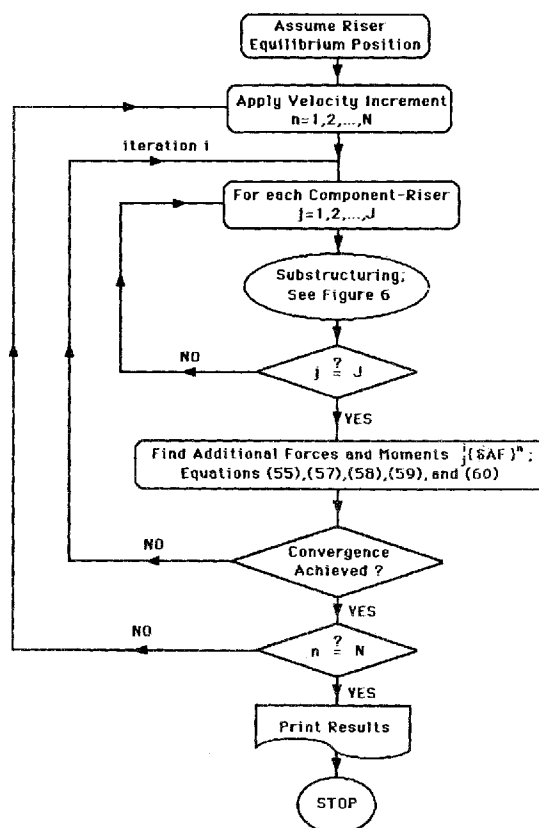 Assume Riser
Equilibrium Position
Apply Velocity Increment
n=1,2,...,N
iteration i
For each Component-Riser
j=1,2,...,J
Substructuring;
See Figure 6
NO
j ?= J
YES
Find Additional Forces and Moments ⁱⱼ{δAF}ⁿ;
Equations (55),(57),(58),(59), and (60)
NO
Convergence
Achieved ?
YES
NO
n ?= N
YES
Print Results
STOP